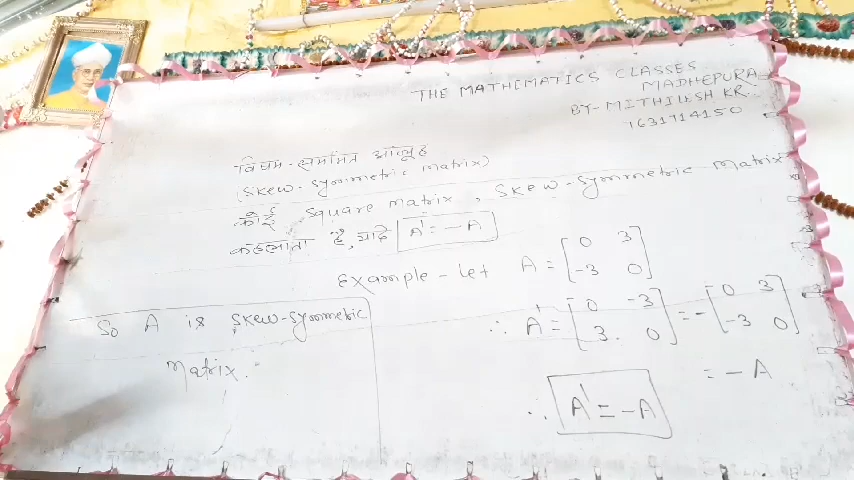 THE MATHEMATICS CLASSES
MADHEPURA
BY-MITHILESH KR.
7631714150
विषम-सममित आव्यूह
(Skew-symmetric Matrix)
कोई square matrix, Skew-symmetric Matrix
कहलाता है, यदि A' = -A
Example - Let A = [0 3
-3 0]
∴ A' = [0 -3
3. 0] = -[0 3
-3 0]
= -A
∴ A' = -A
So A is Skew-symmetric
Matrix.